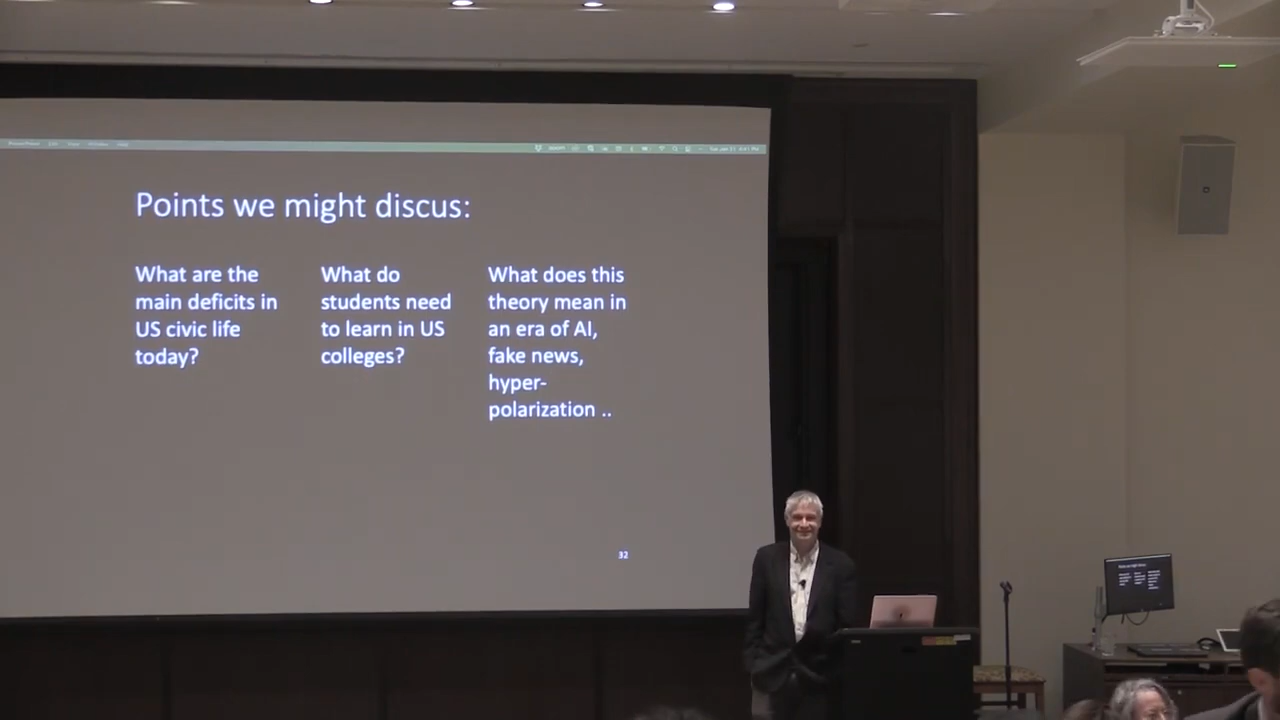 Points we might discus:
What are the
main deficits in
US civic life
today?
What do
students need
to learn in US
colleges?
What does this
theory mean in
an era of AI,
fake news,
hyper-
polarization ..
32